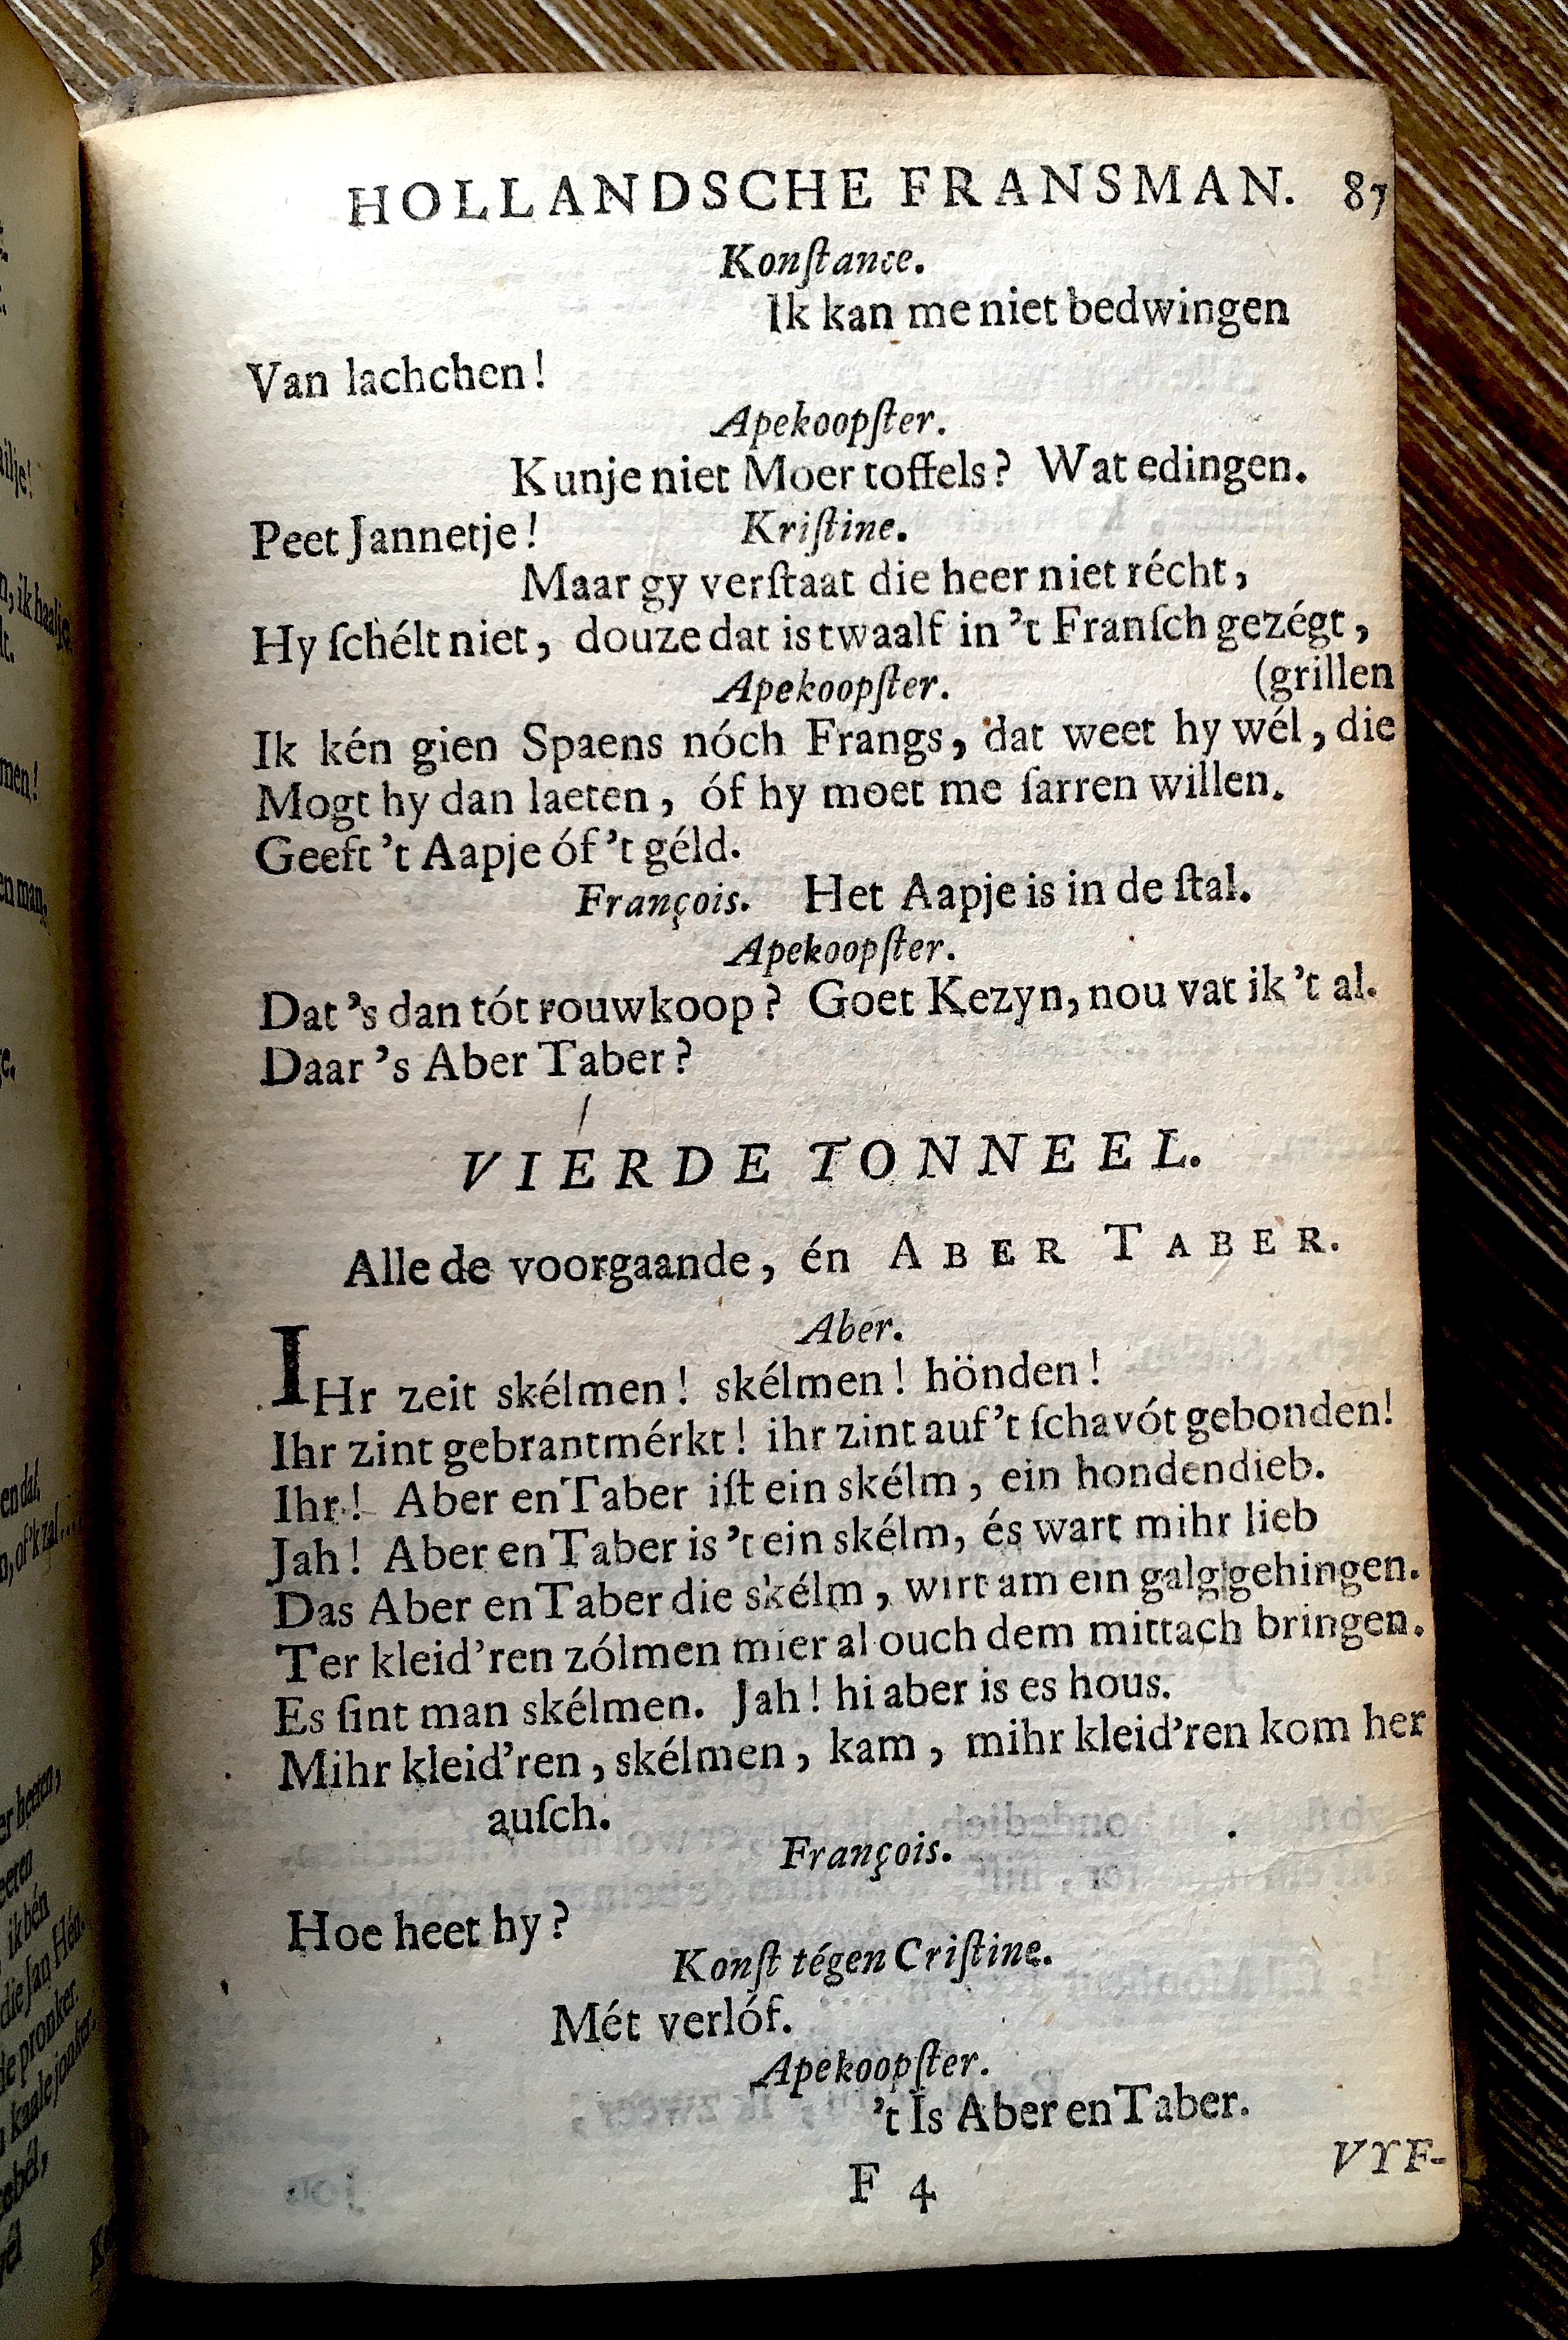 HOLLANDSCHE FRANSMAN. 87
Konſtance.
Ik kan me niet bedwingen
Van lachchen!
Apekoopſter.
Kunje niet Moer toffels? Wat edingen.
Peet Jannetje!
Kriſtine.
Maar gy verſtaat die heer niet récht,
Hy ſchélt niet, douze dat is twaalf in 't Franſch gezégt,
Apekoopſter. (grillen
Ik kén gien Spaens nóch Frangs, dat weet hy wél, die
Mogt hy dan laeten, óf hy moet me ſarren willen.
Geeft 't Aapje óf 't géld.
François. Het Aapje is in de ſtal.
Apekoopſter.
Dat 's dan tót rouwkoop? Goet Kezyn, nou vat ik 't al.
Daar 's Aber Taber?
VIERDE TONNEEL.
Alle de voorgaande, én ABER TABER.
Aber.
IHr zeit skélmen! skélmen! hönden!
Ihr zint gebrantmérkt! ihr zint auf 't ſchavót gebonden!
Ihr! Aber en Taber iſt ein skélm, ein hondendieb.
Jah! Aber en Taber is 't ein skélm, és wart mihr lieb
Das Aber en Taber die skélm, wirt am ein galg gehingen.
Ter kleid'ren zólmen mier al ouch dem mittach bringen.
Es ſint man skélmen. Jah! hi aber is es hous.
Mihr kleid'ren, skélmen, kam, mihr kleid'ren kom her
auſch.
François.
Hoe heet hy?
Konſt tégen Criſtine.
Mét verlóf.
Apekoopſter.
't Is Aber en Taber.
F 4
VYF-